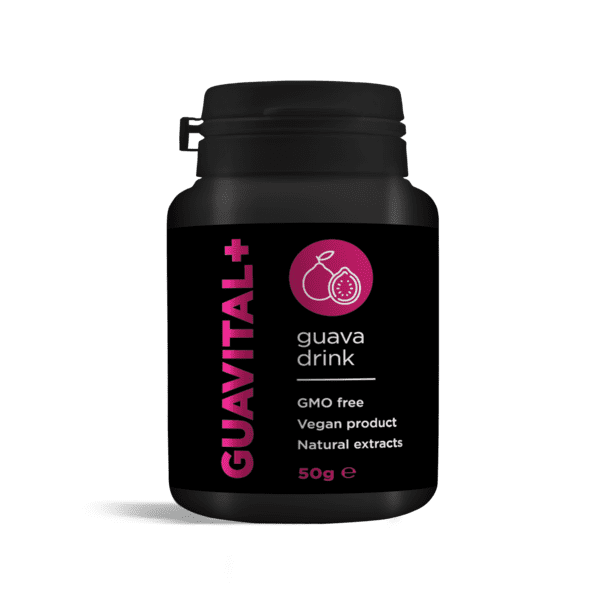 GUAVITAL+
guava
drink
GMO free
Vegan product
Natural extracts
50g ℮